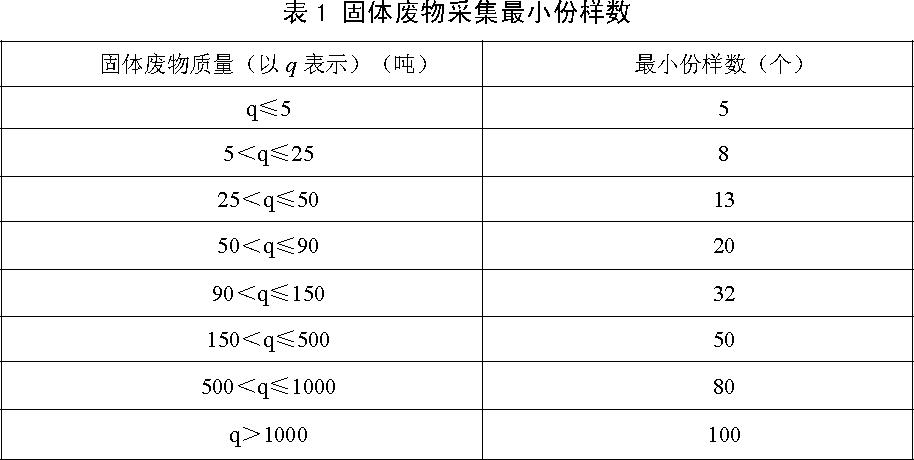 表 1 固体废物采集最小份样数
固体废物质量（以 q 表示）（吨） 最小份样数（个）
q≤5 5
5＜q≤25 8
25＜q≤50 13
50＜q≤90 20
90＜q≤150 32
150＜q≤500 50
500＜q≤1000 80
q＞1000 100